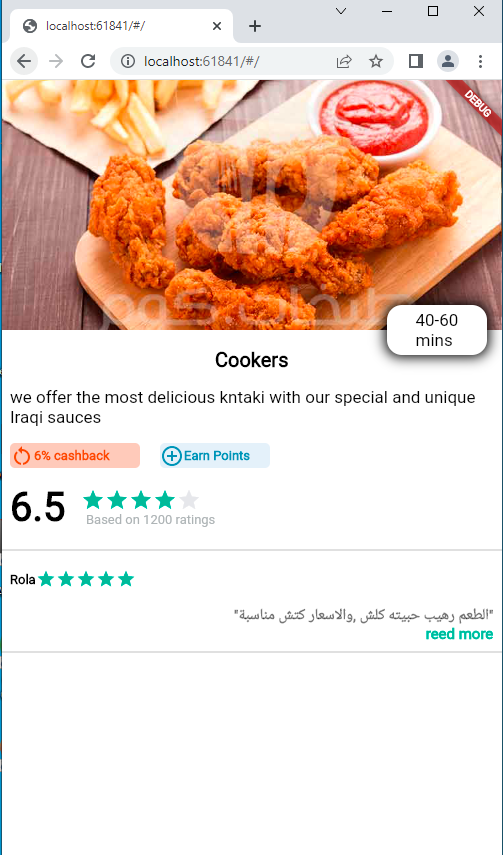 localhost:61841/#/
localhost:61841/#/
DEBUG
40-60
mins
Cookers
we offer the most delicious kntaki with our special and unique
Iraqi sauces
6% cashback
Earn Points
6.5
Based on 1200 ratings
Rola
"الطعم رهيب حبيته كلش ,والاسعار كتش مناسبة"
reed more